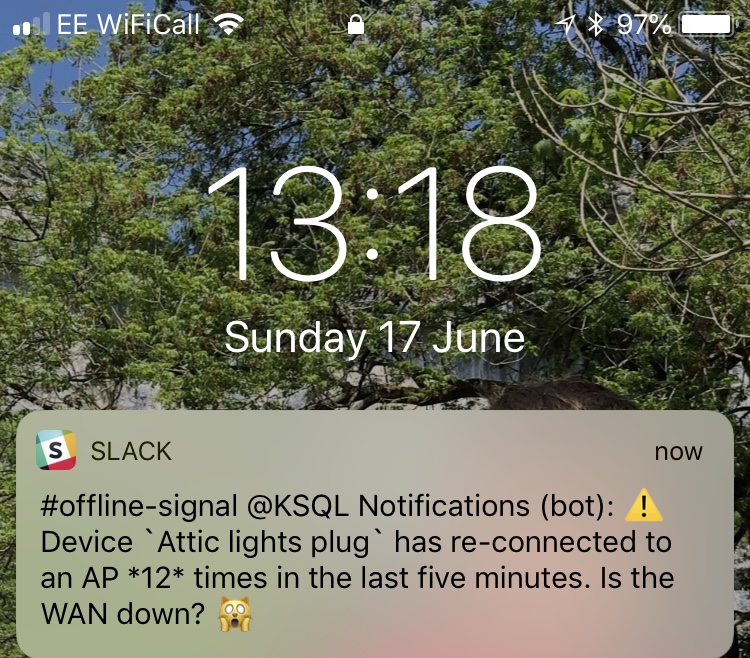 EE WiFiCall 97%
13:18
Sunday 17 June
S SLACK now
#offline-signal @KSQL Notifications (bot): ⚠️
Device `Attic lights plug` has re-connected to
an AP *12* times in the last five minutes. Is the
WAN down? 🙀